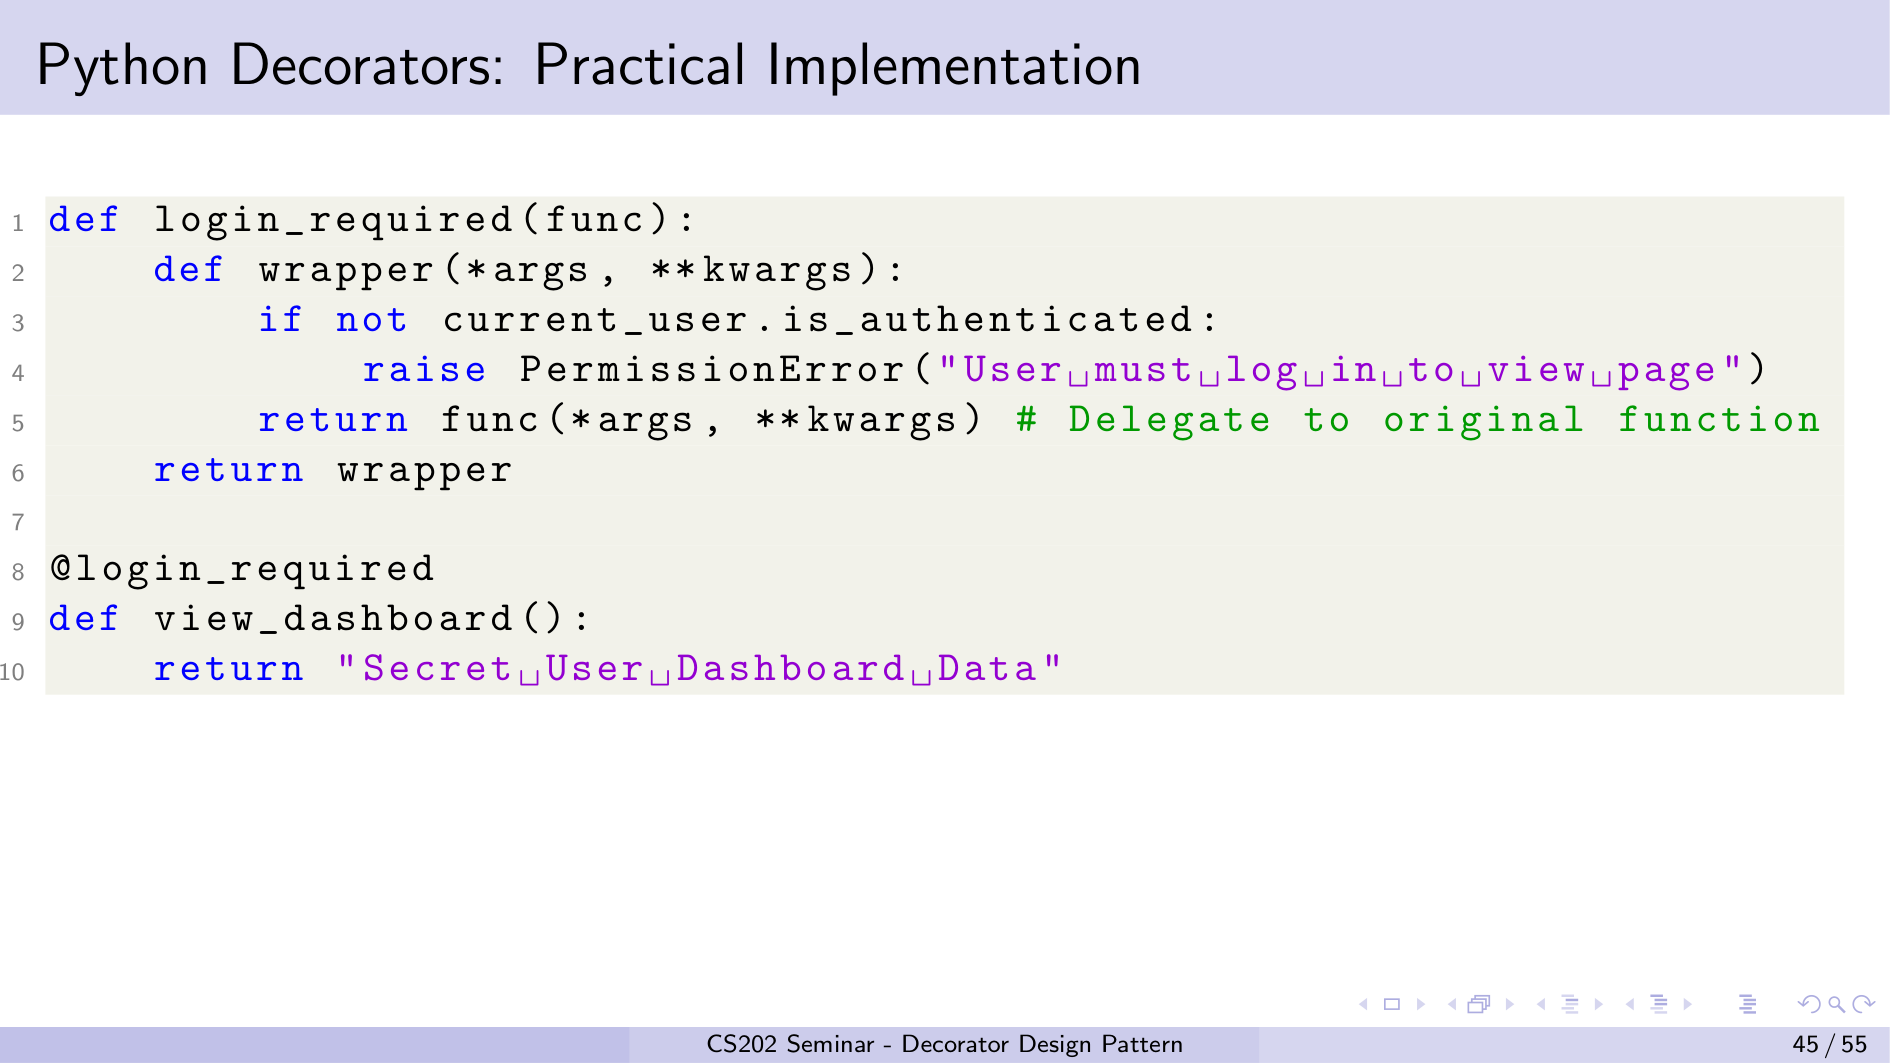 Python Decorators: Practical Implementation
1 def login_required(func):
2     def wrapper(*args, **kwargs):
3         if not current_user.is_authenticated:
4             raise PermissionError("User␣must␣log␣in␣to␣view␣page")
5         return func(*args, **kwargs) # Delegate to original function
6     return wrapper
7
8 @login_required
9 def view_dashboard():
10     return "Secret␣User␣Dashboard␣Data"
CS202 Seminar - Decorator Design Pattern 45 / 55